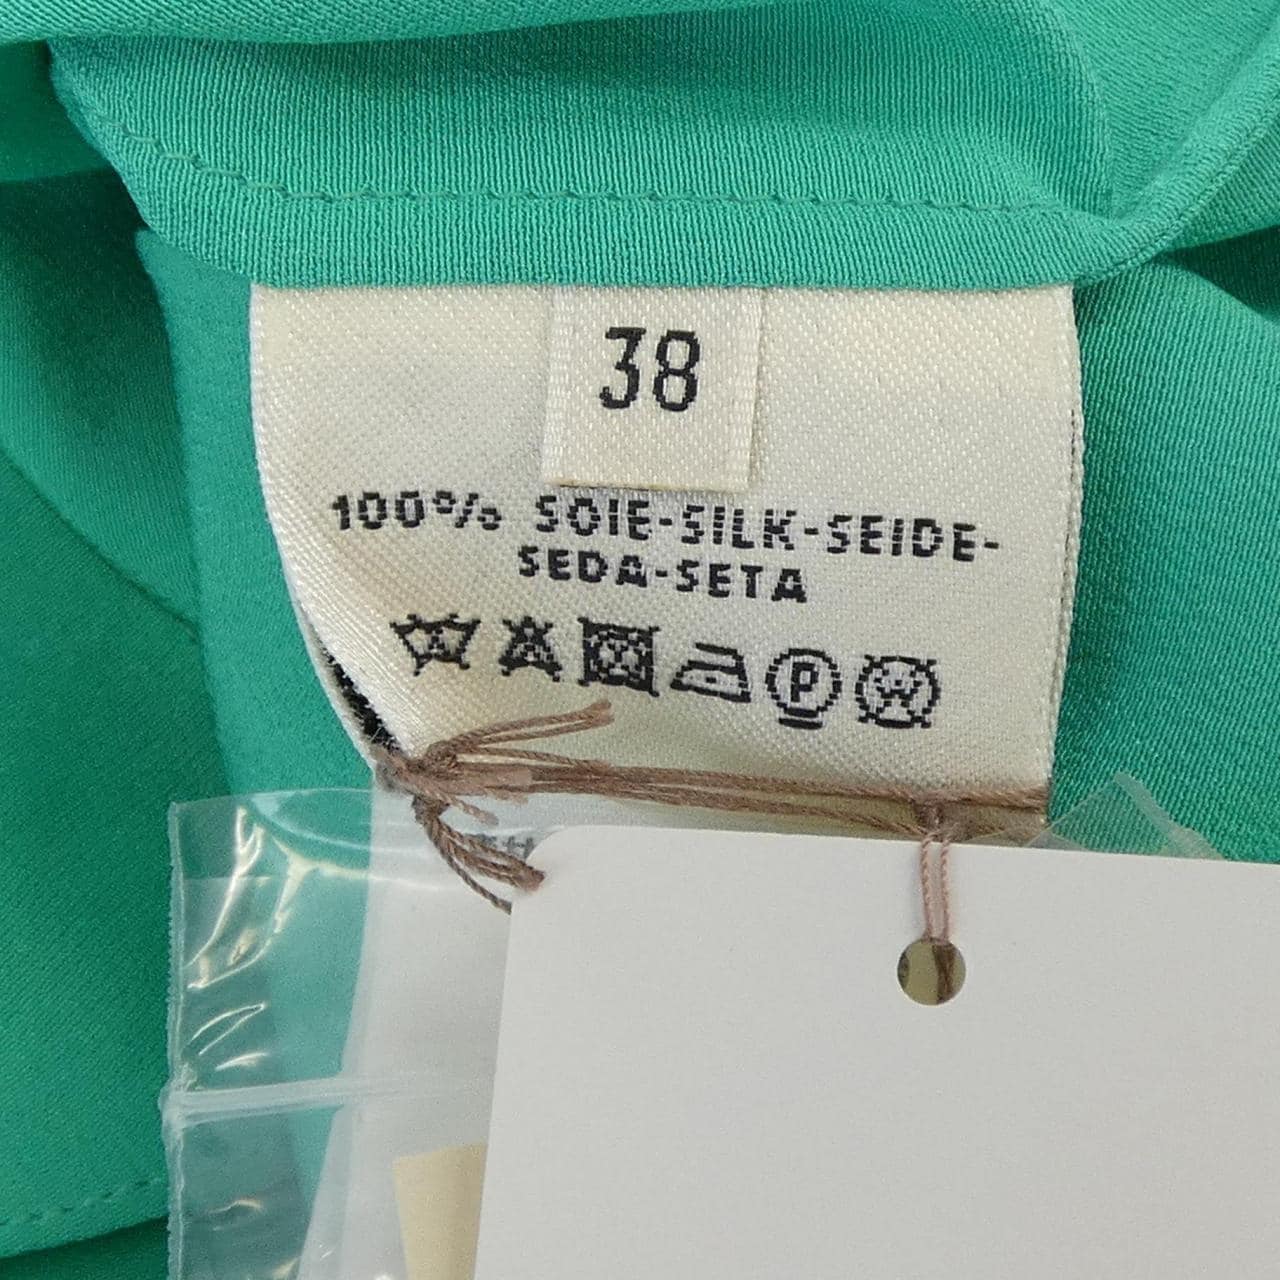 38
100% SOIE-SILK-SEIDE-
SEDA-SETA
P
W